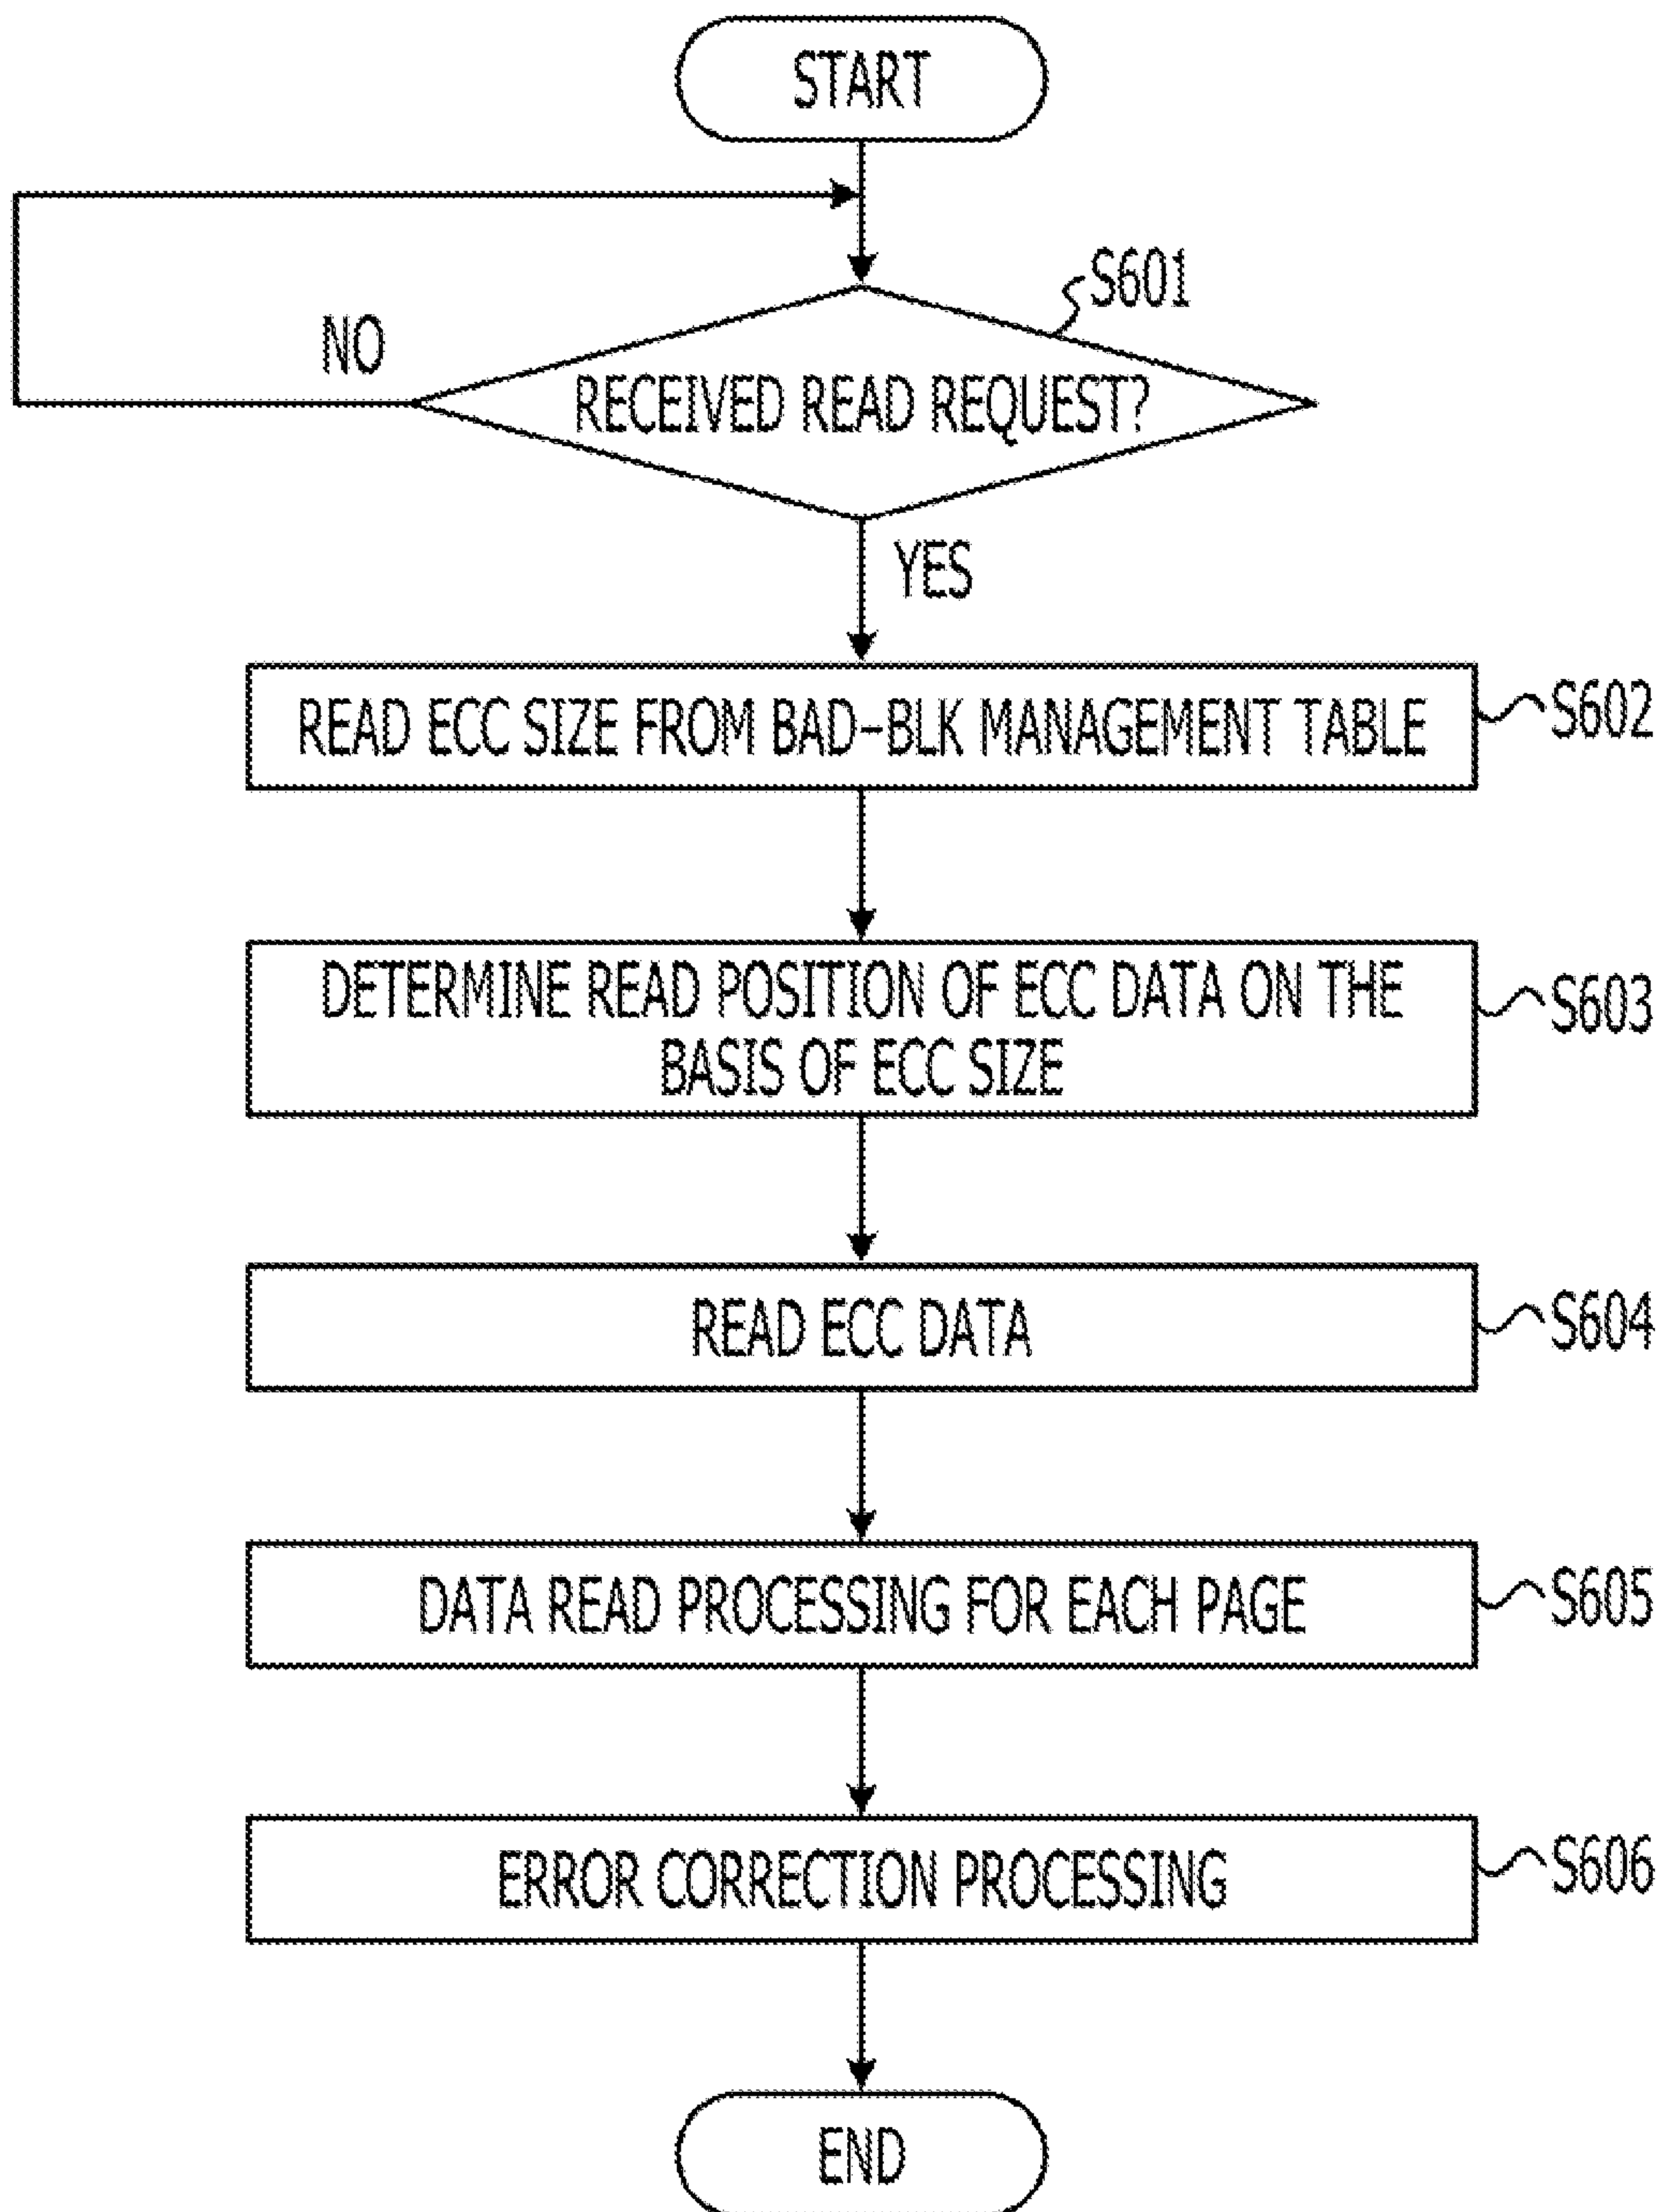 START
S601
NO
RECEIVED READ REQUEST?
YES
READ ECC SIZE FROM BAD-BLK MANAGEMENT TABLE
S602
DETERMINE READ POSITION OF ECC DATA ON THE
BASIS OF ECC SIZE
S603
READ ECC DATA
S604
DATA READ PROCESSING FOR EACH PAGE
S605
ERROR CORRECTION PROCESSING
S606
END